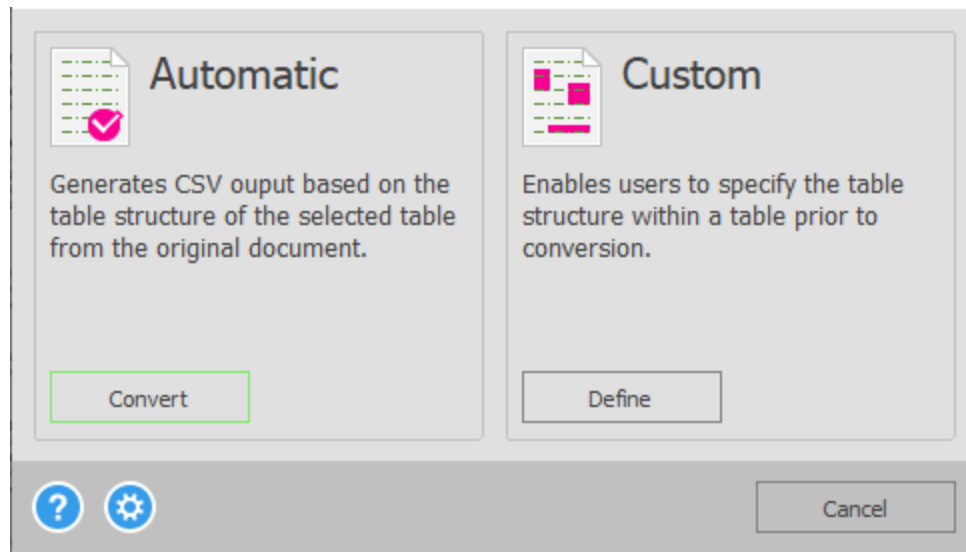 Automatic
Generates CSV ouput based on the
table structure of the selected table
from the original document.
Convert
Custom
Enables users to specify the table
structure within a table prior to
conversion.
Define
?
Cancel